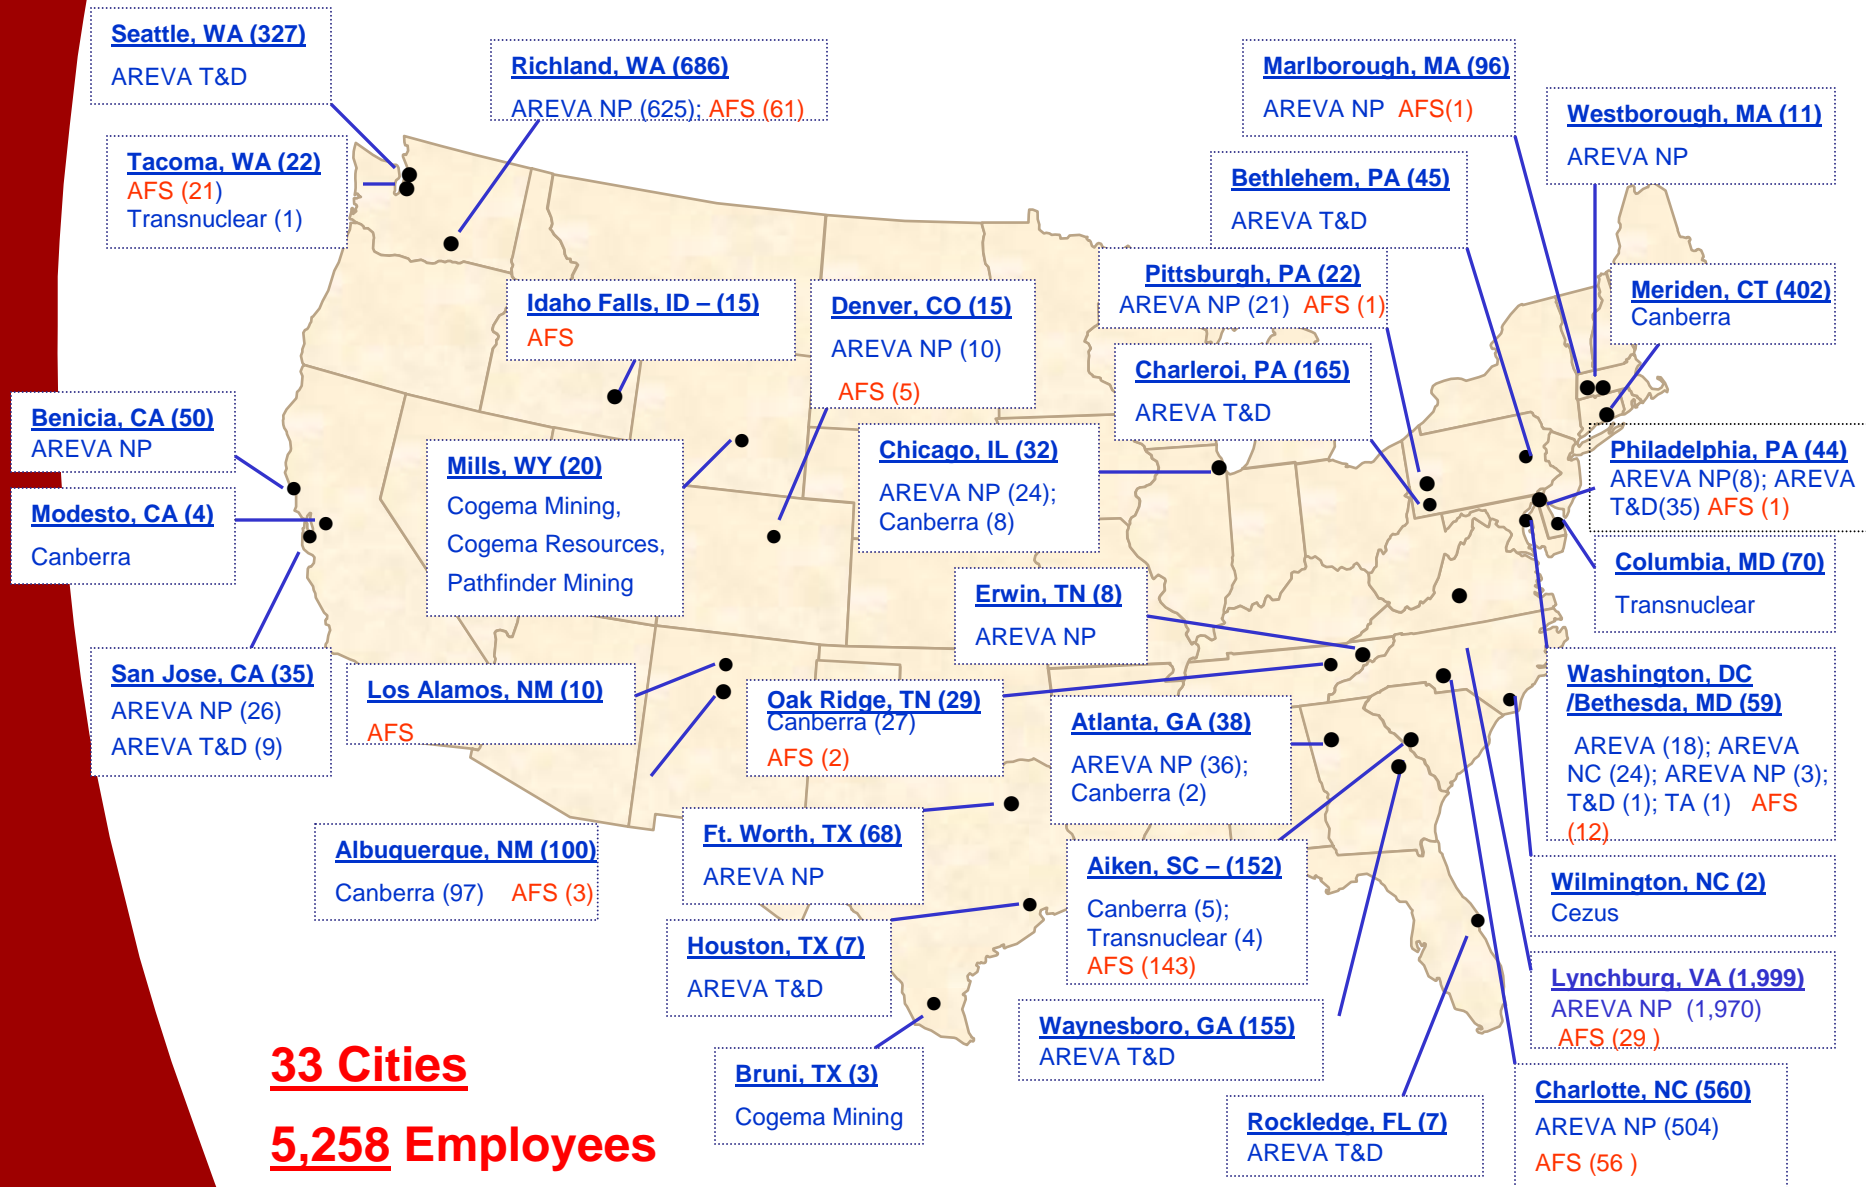 Seattle, WA (327)
AREVA T&D
Richland, WA (686)
AREVA NP (625); AFS (61)
Marlborough, MA (96)
AREVA NP AFS(1)
Westborough, MA (11)
AREVA NP
Tacoma, WA (22)
AFS (21)
Transnuclear (1)
Bethlehem, PA (45)
AREVA T&D
Pittsburgh, PA (22)
AREVA NP (21) AFS (1)
Meriden, CT (402)
Canberra
Idaho Falls, ID – (15)
AFS
Denver, CO (15)
AREVA NP (10)
AFS (5)
Charleroi, PA (165)
AREVA T&D
Benicia, CA (50)
AREVA NP
Mills, WY (20)
Cogema Mining,
Cogema Resources,
Pathfinder Mining
Chicago, IL (32)
AREVA NP (24);
Canberra (8)
Philadelphia, PA (44)
AREVA NP(8); AREVA
T&D(35) AFS (1)
Modesto, CA (4)
Canberra
Columbia, MD (70)
Transnuclear
Erwin, TN (8)
AREVA NP
San Jose, CA (35)
AREVA NP (26)
AREVA T&D (9)
Los Alamos, NM (10)
AFS
Oak Ridge, TN (29)
Canberra (27)
AFS (2)
Atlanta, GA (38)
AREVA NP (36);
Canberra (2)
Washington, DC
/Bethesda, MD (59)
AREVA (18); AREVA
NC (24); AREVA NP (3);
T&D (1); TA (1) AFS
(12)
Albuquerque, NM (100)
Canberra (97) AFS (3)
Ft. Worth, TX (68)
AREVA NP
Aiken, SC – (152)
Canberra (5);
Transnuclear (4)
AFS (143)
Wilmington, NC (2)
Cezus
Houston, TX (7)
AREVA T&D
Lynchburg, VA (1,999)
AREVA NP (1,970)
AFS (29 )
Waynesboro, GA (155)
AREVA T&D
Bruni, TX (3)
Cogema Mining
Rockledge, FL (7)
AREVA T&D
Charlotte, NC (560)
AREVA NP (504)
AFS (56 )
33 Cities
5,258 Employees